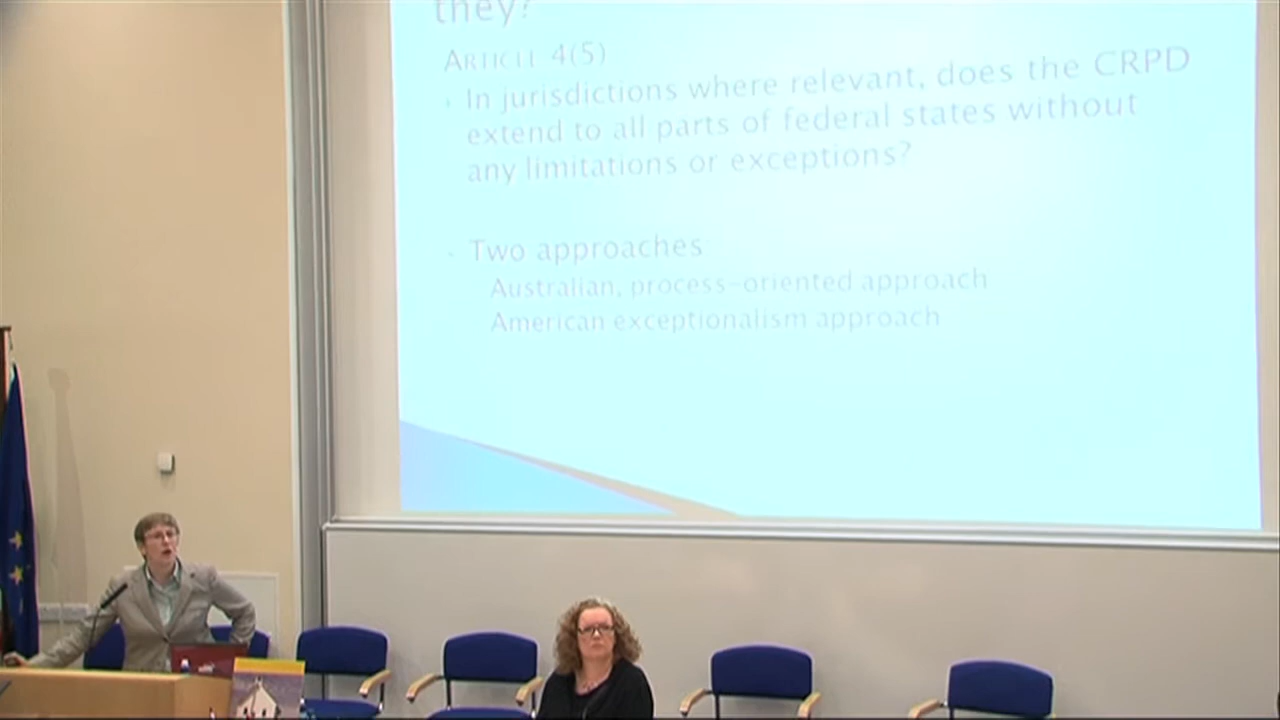 they?
ARTICLE 4(5)
In jurisdictions where relevant, does the CRPD
extend to all parts of federal states without
any limitations or exceptions?
Two approaches
Australian, process-oriented approach
American exceptionalism approach